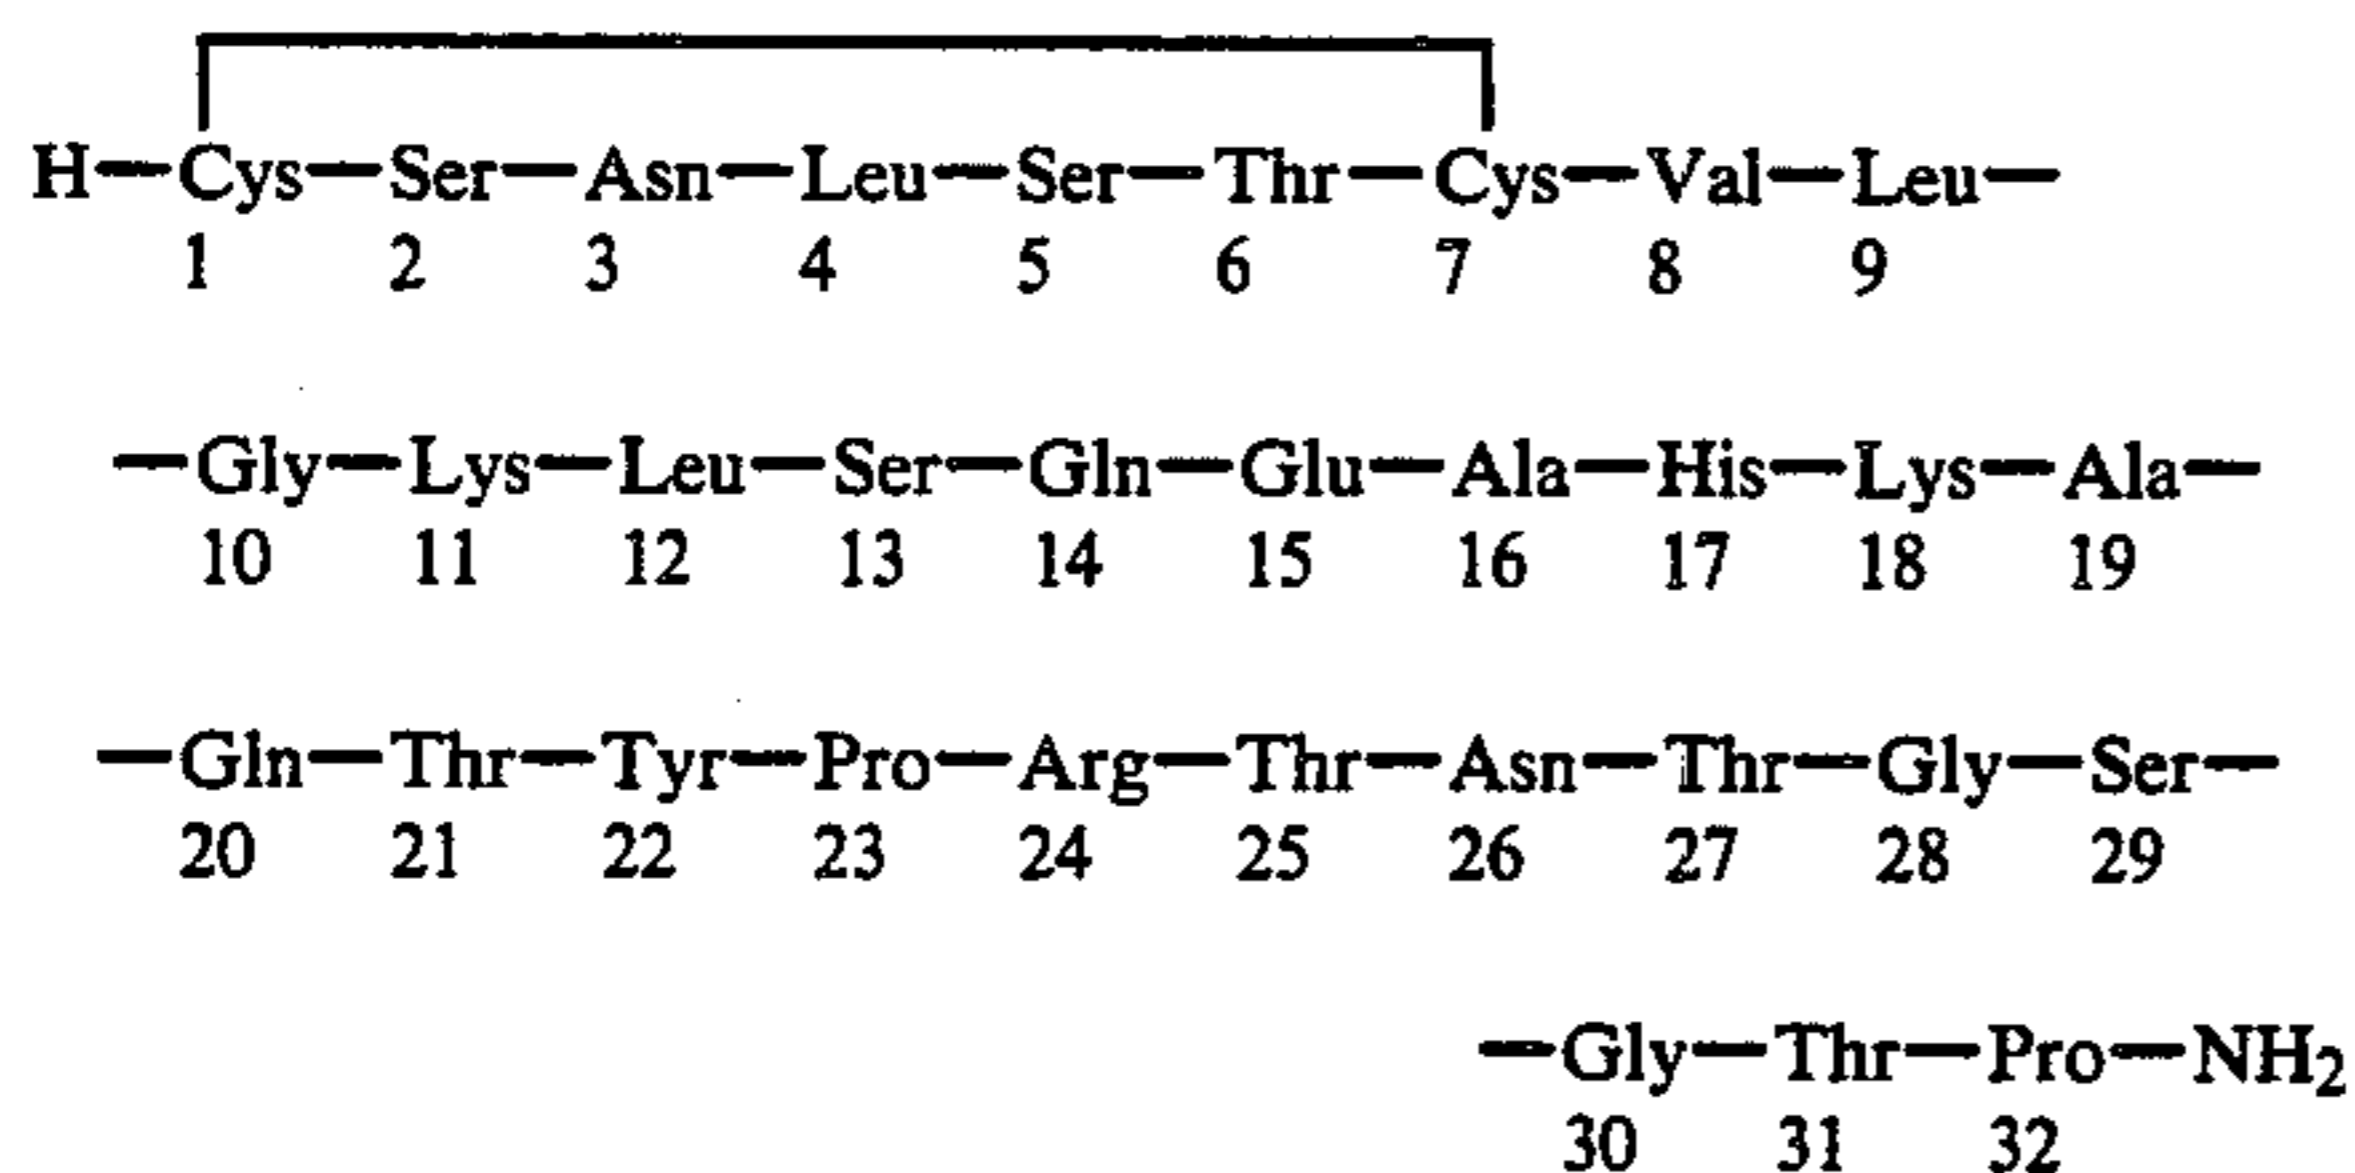 H—Cys—Ser—Asn—Leu—Ser—Thr—Cys—Val—Leu—
1 2 3 4 5 6 7 8 9
—Gly—Lys—Leu—Ser—Gln—Glu—Ala—His—Lys—Ala—
10 11 12 13 14 15 16 17 18 19
—Gln—Thr—Tyr—Pro—Arg—Thr—Asn—Thr—Gly—Ser—
20 21 22 23 24 25 26 27 28 29
—Gly—Thr—Pro—NH₂
30 31 32